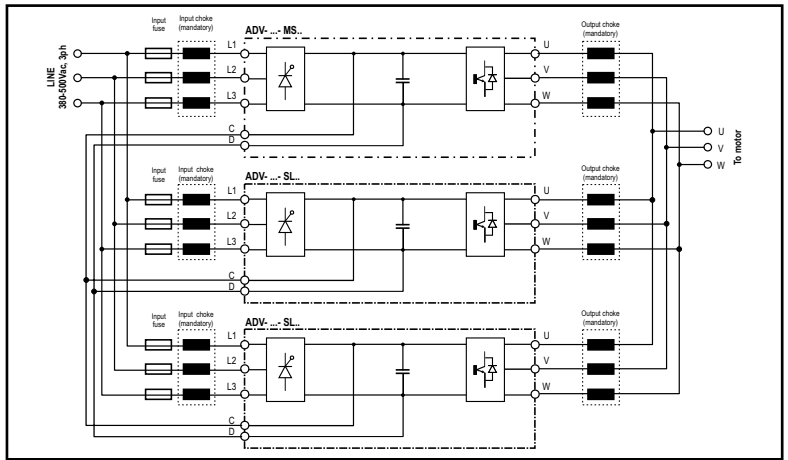 Input
fuse
Input choke
(mandatory)
ADV- ...- MS..
Output choke
(mandatory)
LINE
380-500Vac, 3ph
L1
L2
L3
C
D
U
V
W
U
V
W
To motor
Input
fuse
Input choke
(mandatory)
ADV- ...- SL..
Output choke
(mandatory)
L1
L2
L3
C
D
U
V
W
Input
fuse
Input choke
(mandatory)
ADV- ...- SL..
Output choke
(mandatory)
L1
L2
L3
C
D
U
V
W